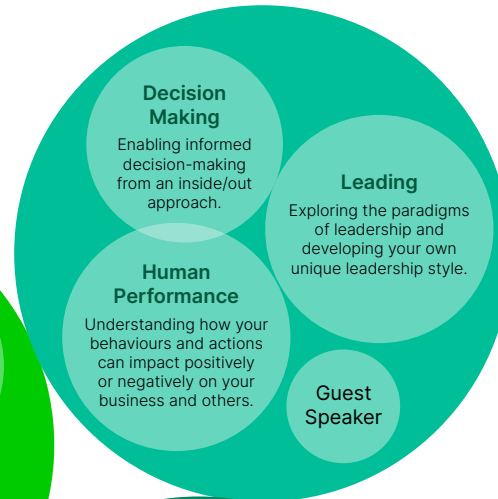 Decision
Making
Enabling informed
decision-making
from an inside/out
approach.
Leading
Exploring the paradigms
of leadership and
developing your own
unique leadership style.
Human
Performance
Understanding how your
behaviours and actions
can impact positively
or negatively on your
business and others.
Guest
Speaker